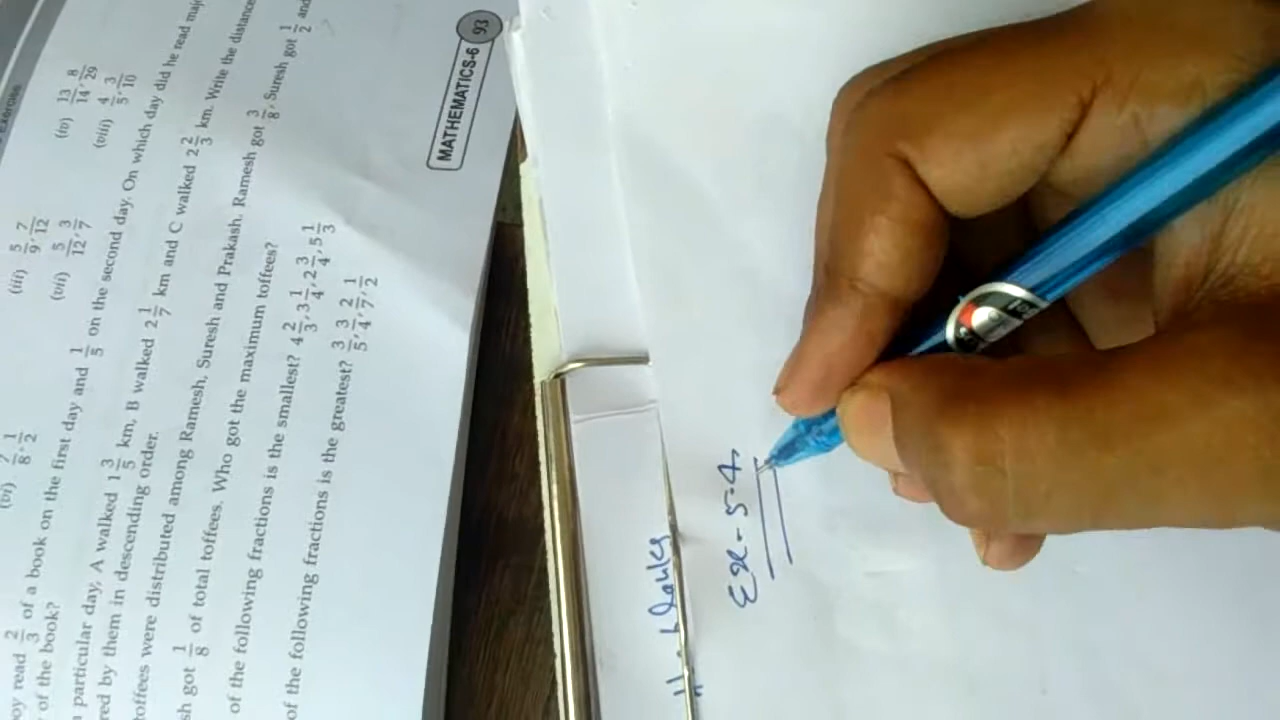 Exercise
(iii) 5/9, 7/12 (iv) 13/14, 8/29
(vi) 7/8, 1/2 (vii) 5/12, 3/7 (viii) 4/5, 3/10
boy read 2/3 of a book on the first day and 1/5 on the second day. On which day did he read
of the book?
particular day, A walked 1 3/5 km, B walked 2 1/7 km and C walked 2 2/3 km. Write the distance
by them in descending order.
toffees were distributed among Ramesh, Suresh and Prakash. Ramesh got 3/8, Suresh got 1/2 and
got 1/8 of total toffees. Who got the maximum toffees?
of the following fractions is the smallest? 4 2/3, 3 1/4, 2 3/4, 5 1/3
of the following fractions is the greatest? 3/5, 3/4, 2/7, 1/2
MATHEMATICS-6 93
Ex - 5.4,